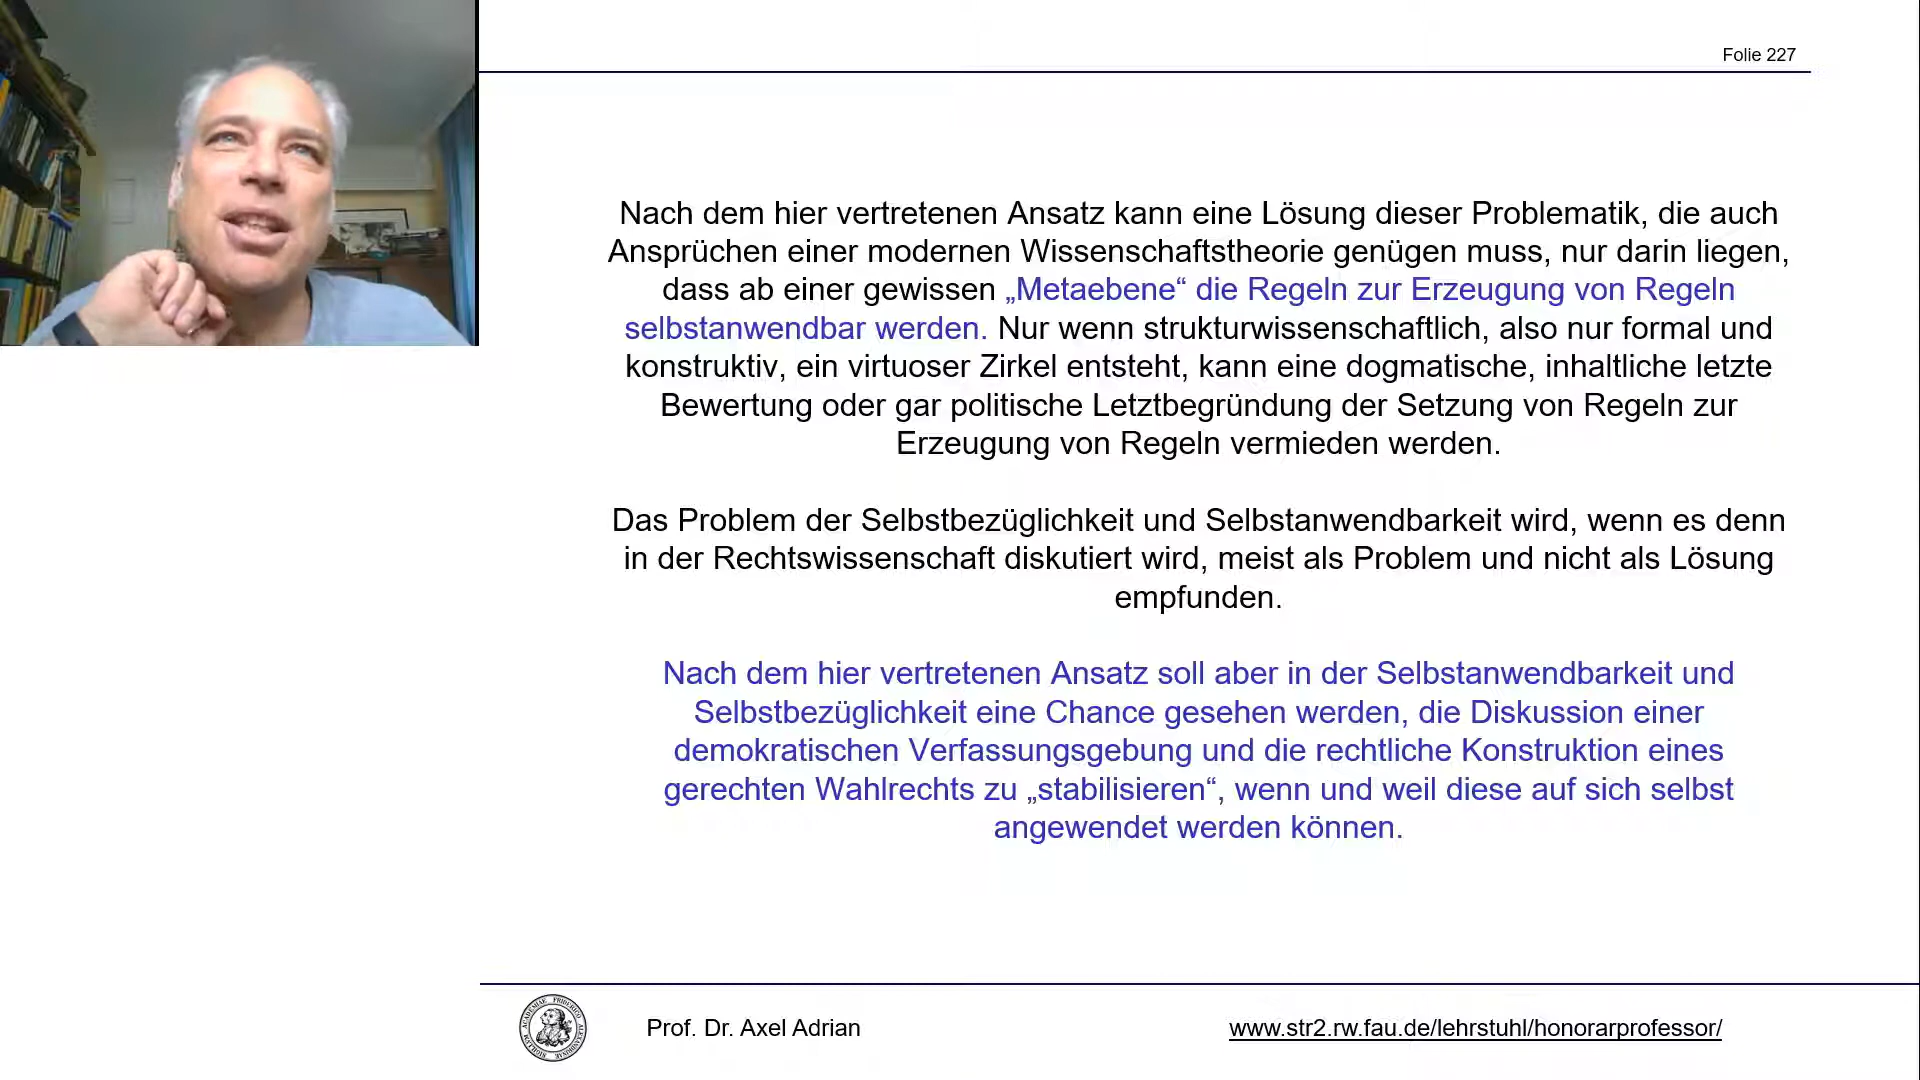 Folie 227
Nach dem hier vertretenen Ansatz kann eine Lösung dieser Problematik, die auch
Ansprüchen einer modernen Wissenschaftstheorie genügen muss, nur darin liegen,
dass ab einer gewissen „Metaebene“ die Regeln zur Erzeugung von Regeln
selbstanwendbar werden. Nur wenn strukturwissenschaftlich, also nur formal und
konstruktiv, ein virtuoser Zirkel entsteht, kann eine dogmatische, inhaltliche letzte
Bewertung oder gar politische Letztbegründung der Setzung von Regeln zur
Erzeugung von Regeln vermieden werden.
Das Problem der Selbstbezüglichkeit und Selbstanwendbarkeit wird, wenn es denn
in der Rechtswissenschaft diskutiert wird, meist als Problem und nicht als Lösung
empfunden.
Nach dem hier vertretenen Ansatz soll aber in der Selbstanwendbarkeit und
Selbstbezüglichkeit eine Chance gesehen werden, die Diskussion einer
demokratischen Verfassungsgebung und die rechtliche Konstruktion eines
gerechten Wahlrechts zu „stabilisieren“, wenn und weil diese auf sich selbst
angewendet werden können.
Prof. Dr. Axel Adrian
www.str2.rw.fau.de/lehrstuhl/honorarprofessor/